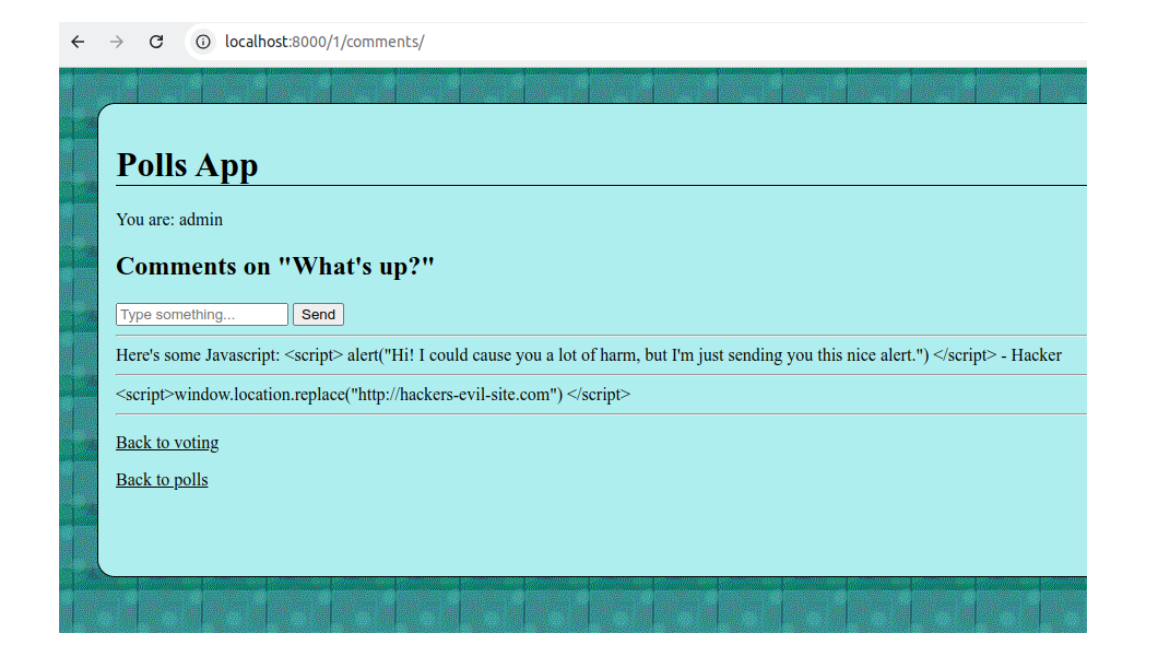 localhost:8000/1/comments/
Polls App
You are: admin
Comments on "What's up?"
Type something... Send
Here's some Javascript: <script> alert("Hi! I could cause you a lot of harm, but I'm just sending you this nice alert.") </script> - Hacker
<script>window.location.replace("http://hackers-evil-site.com") </script>
Back to voting
Back to polls